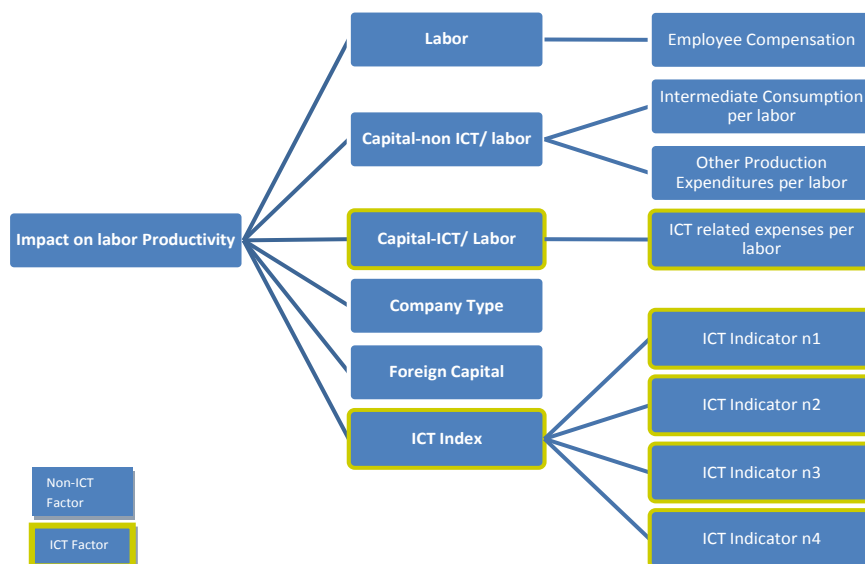 Labor
Employee Compensation
Intermediate Consumption
per labor
Capital-non ICT/ labor
Other Production
Expenditures per labor
Impact on labor Productivity
Capital-ICT/ Labor
ICT related expenses per
labor
Company Type
ICT Indicator n1
Foreign Capital
ICT Indicator n2
ICT Index
ICT Indicator n3
Non-ICT
Factor
ICT Factor
ICT Indicator n4